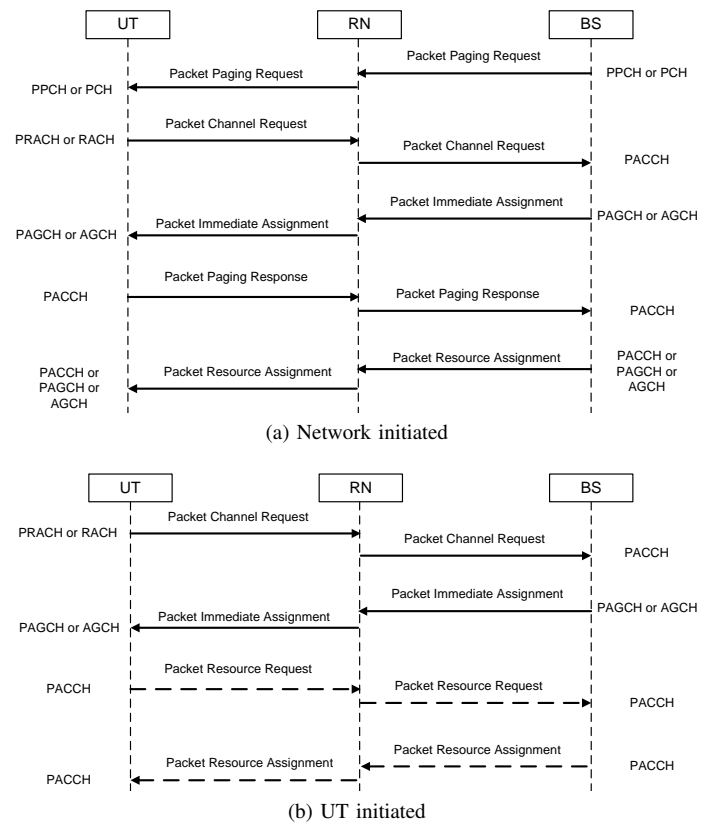 UT RN BS
Packet Paging Request
Packet Paging Request
PPCH or PCH
PPCH or PCH
Packet Channel Request
PRACH or RACH
Packet Channel Request
PACCH
Packet Immediate Assignment
PAGCH or AGCH
Packet Immediate Assignment
PAGCH or AGCH
Packet Paging Response
PACCH
Packet Paging Response
PACCH
Packet Resource Assignment
PACCH or
PAGCH or
AGCH
Packet Resource Assignment
PACCH or
PAGCH or
AGCH
(a) Network initiated
UT RN BS
Packet Channel Request
PRACH or RACH
Packet Channel Request
PACCH
Packet Immediate Assignment
PAGCH or AGCH
Packet Immediate Assignment
PAGCH or AGCH
Packet Resource Request
PACCH
Packet Resource Request
PACCH
Packet Resource Assignment
PACCH
Packet Resource Assignment
PACCH
(b) UT initiated